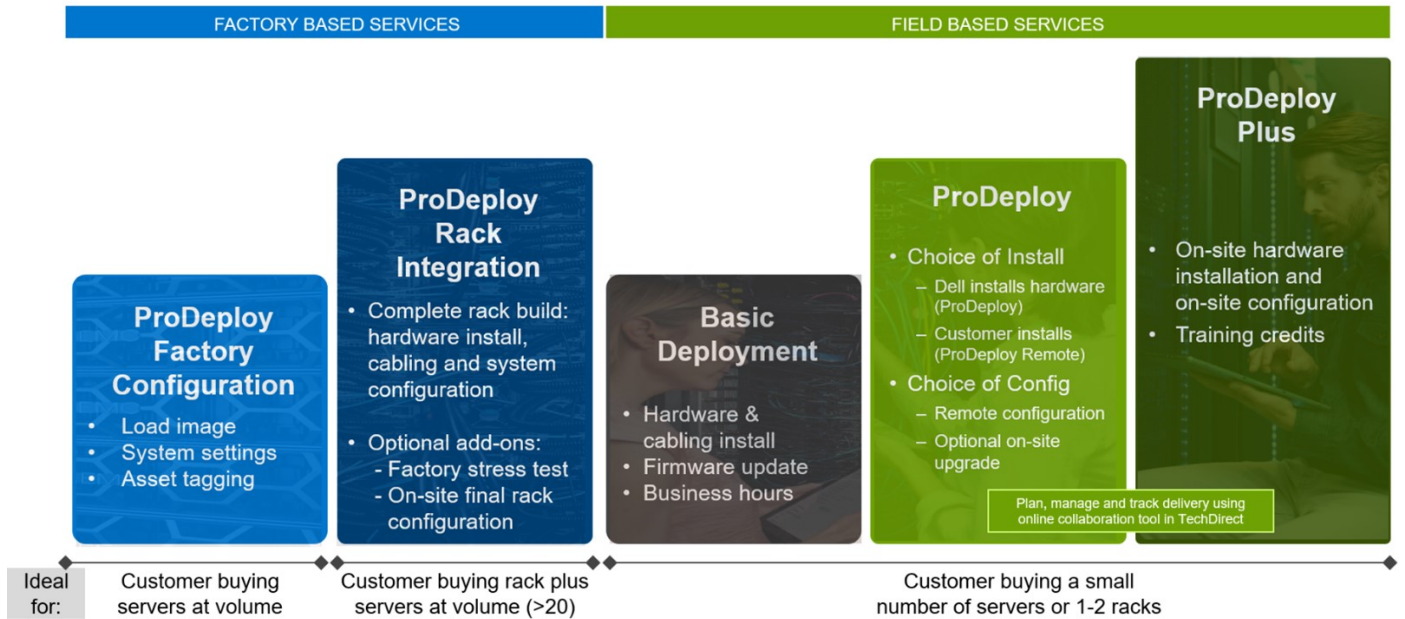 FACTORY BASED SERVICES
FIELD BASED SERVICES
ProDeploy
Factory
Configuration
• Load image
• System settings
• Asset tagging
ProDeploy
Rack
Integration
• Complete rack build:
hardware install,
cabling and system
configuration
• Optional add-ons:
- Factory stress test
- On-site final rack
configuration
Basic
Deployment
• Hardware &
cabling install
• Firmware update
• Business hours
ProDeploy
• Choice of Install
– Dell installs hardware
(ProDeploy)
– Customer installs
(ProDeploy Remote)
• Choice of Config
– Remote configuration
– Optional on-site
upgrade
ProDeploy
Plus
• On-site hardware
installation and
on-site configuration
• Training credits
Plan, manage and track delivery using
online collaboration tool in TechDirect
Ideal
for:
Customer buying
servers at volume
Customer buying rack plus
servers at volume (>20)
Customer buying a small
number of servers or 1-2 racks